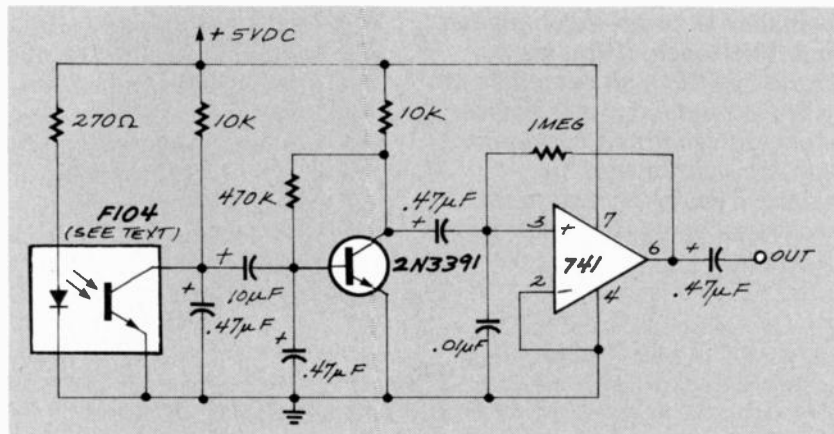 +5VDC
270Ω
10K
10K
1MEG
470K
F104
(SEE TEXT)
.47µF
+
3
+
7
6
+
OUT
2N3391
741
2
−
4
.47µF
+
+
10µF
.47µF
+
.47µF
.01µF